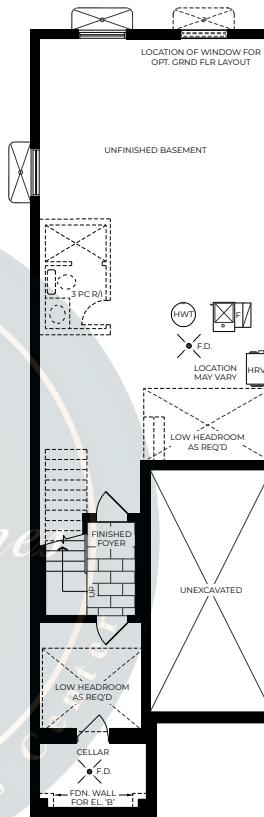 LOCATION OF WINDOW FOR
OPT. GRND FLR LAYOUT
UNFINISHED BASEMENT
3 PC R/I
HWT
F
F.D.
LOCATION
MAY VARY
HRV
LOW HEADROOM
AS REQ'D
FINISHED
FOYER
UP
UNEXCAVATED
LOW HEADROOM
AS REQ'D
CELLAR
F.D.
FDN. WALL
FOR EL. 'B'